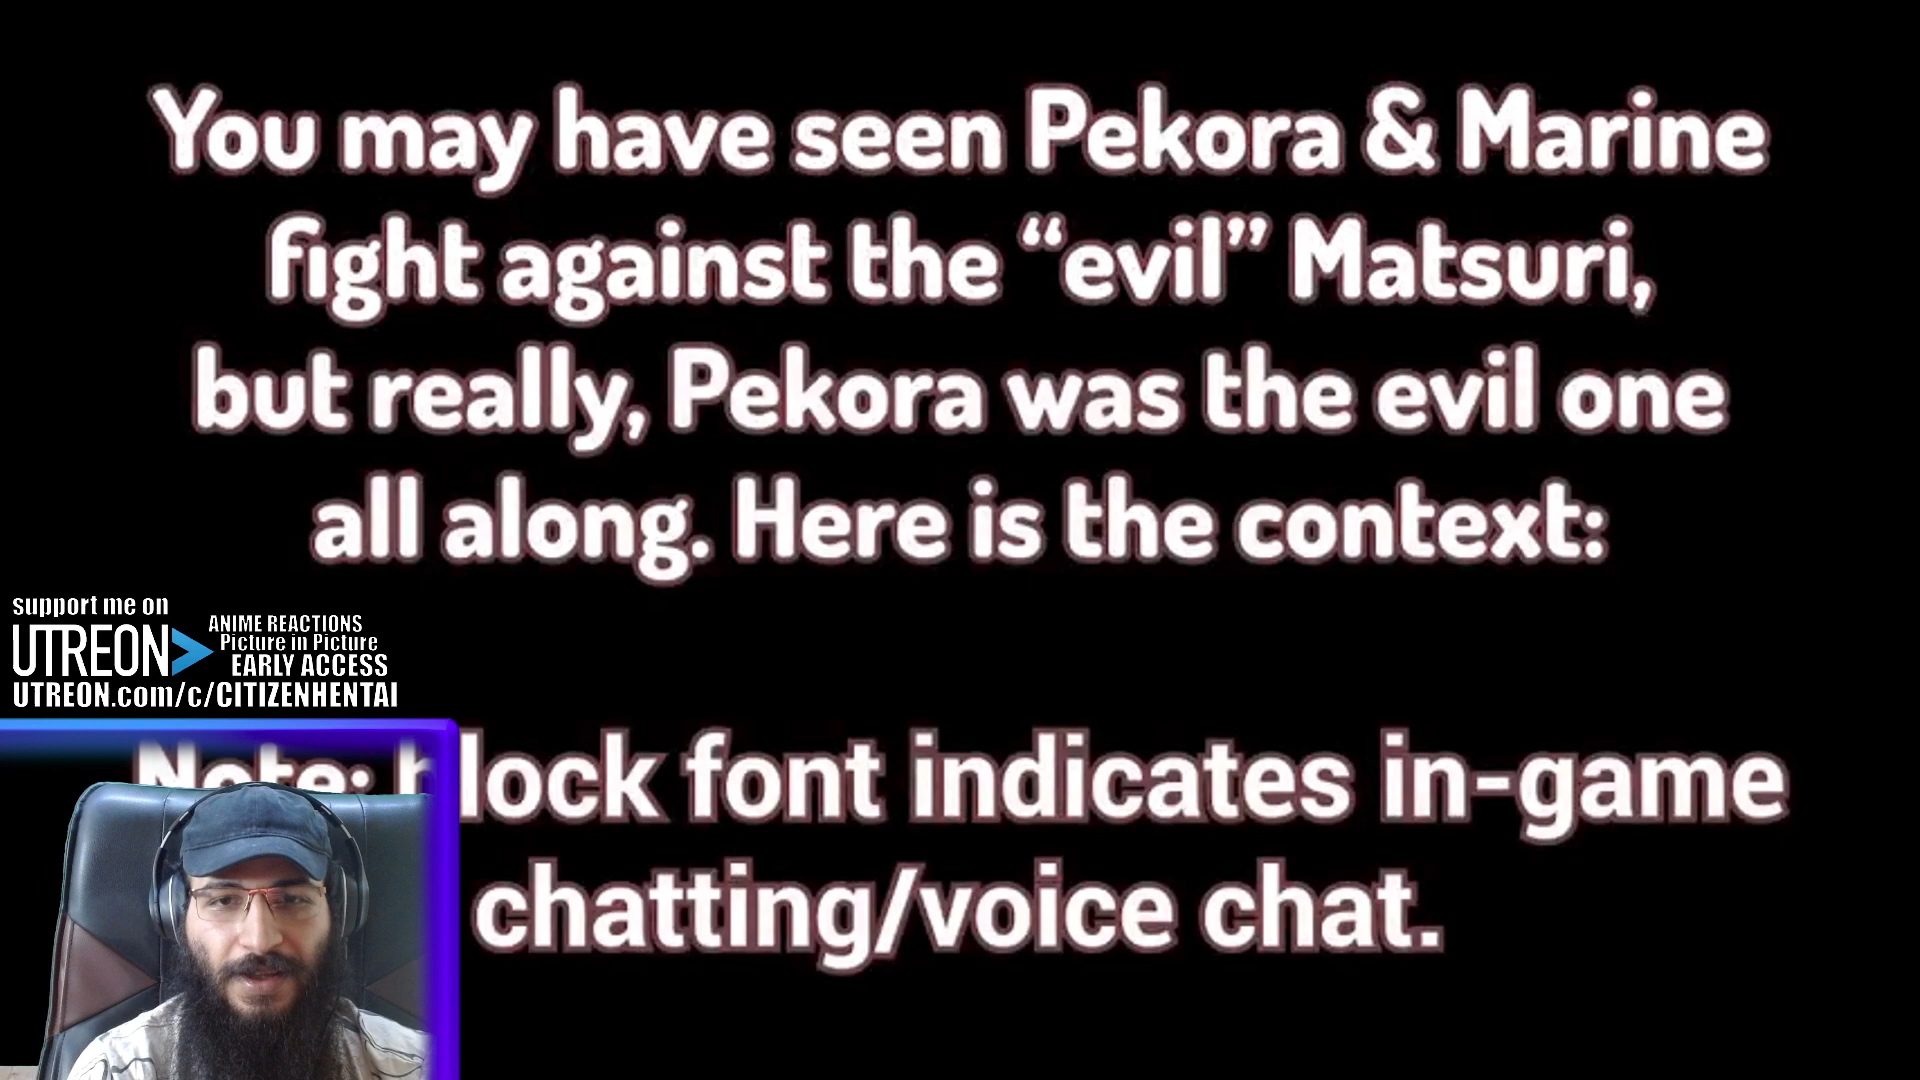 You may have seen Pekora & Marine
fight against the “evil” Matsuri,
but really, Pekora was the evil one
all along. Here is the context:
support me on
UTREON
ANIME REACTIONS
Picture in Picture
EARLY ACCESS
UTREON.com/c/CITIZENHENTAI
Note: block font indicates in-game
chatting/voice chat.